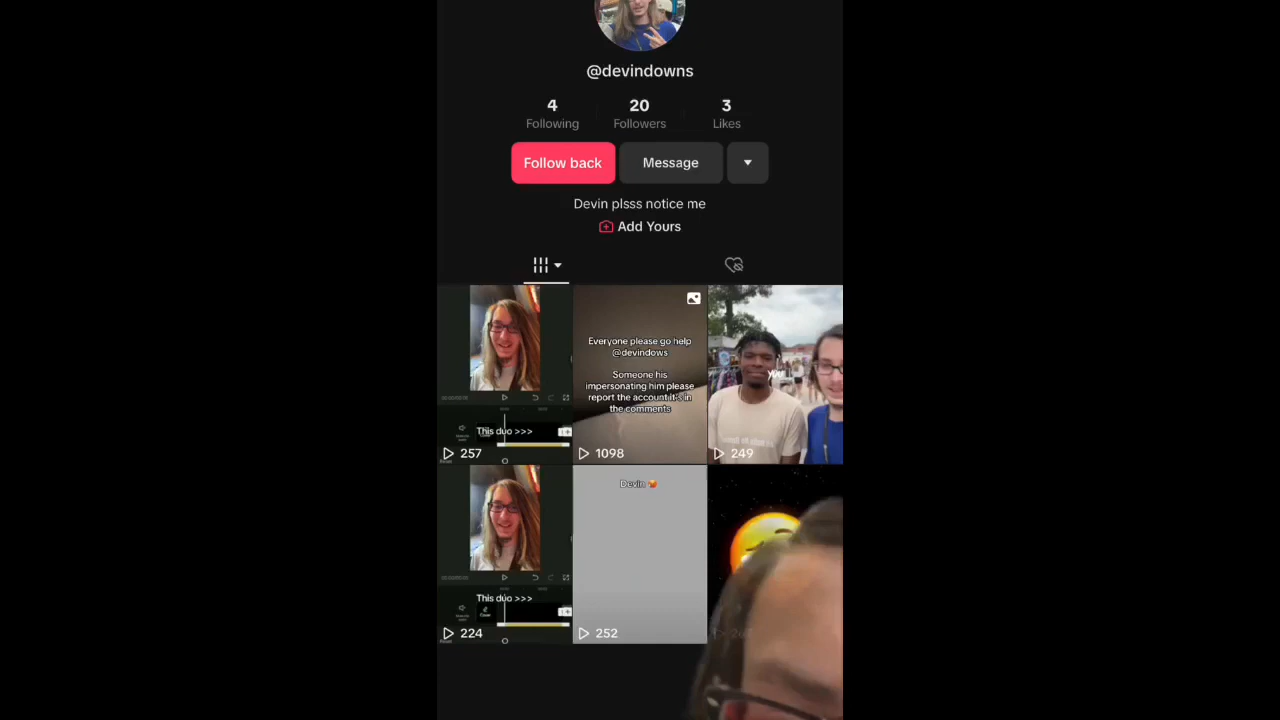 @devindowns
4 20 3
Following Followers Likes
Follow back Message
Devin plsss notice me
Add Yours
Everyone please go help
@devindows
Someone his
impersonating him please
report the account it's in
the comments
you
This duo >>>
257 1098 249
Devin
This duo >>>
Cover
224 252